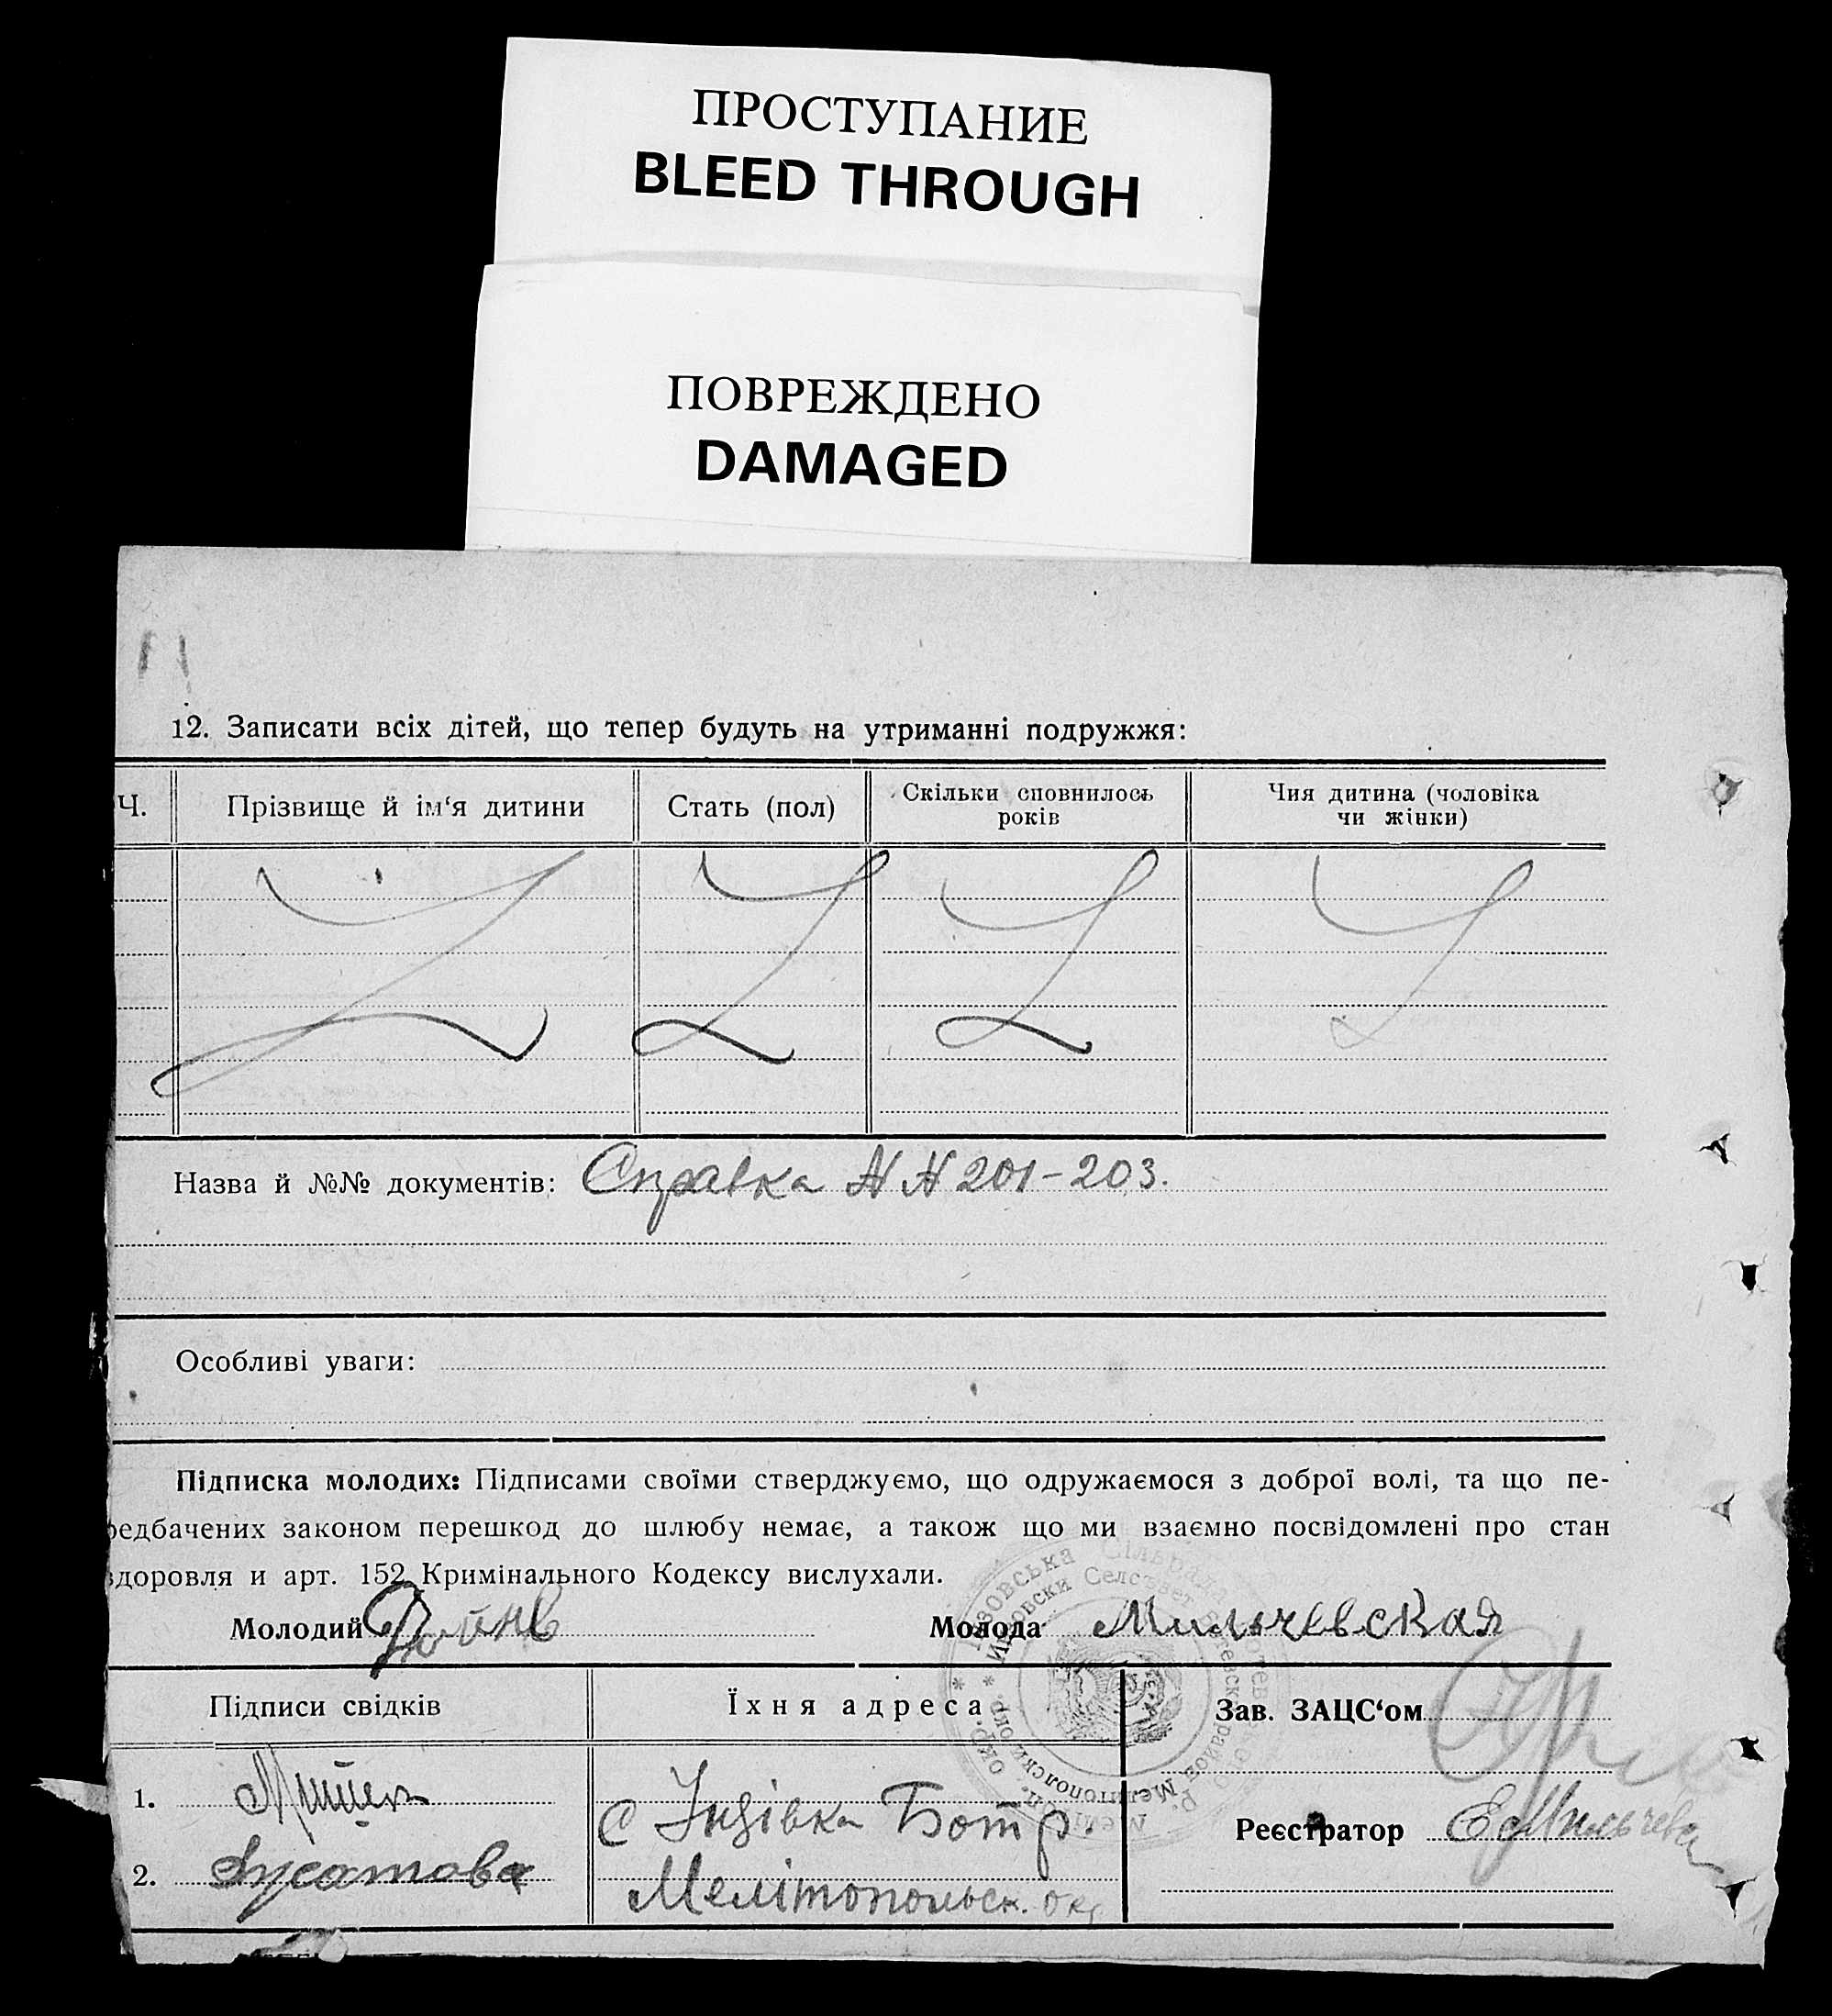 ПРОСТУПАНИЕ
BLEED THROUGH
ПОВРЕЖДЕНО
DAMAGED
12. Записати всіх дітей, що тепер будуть на утриманні подружжя:
Ч. Прізвище й ім‘я дитини Стать (пол) Скільки сповнилось років Чия дитина (чоловіка чи жінки)
Назва й №№ документів: Справка № № 201-203.
Особливі уваги:
Підписка молодих: Підписами своїми стверджуємо, що одружаємося з доброї волі, та що пе-
редбачених законом перешкод до шлюбу немає, а також що ми взаємно посвідомлені про стан
здоровля и арт. 152 Кримінального Кодексу вислухали.
Молодий Молода Мильчевская
Підписи свідків Їхня адреса Зав. ЗАЦС‘ом
1. С Інзівка Бот р.
Реєстратор ЕМильчева
2. Мелітопольск. окр